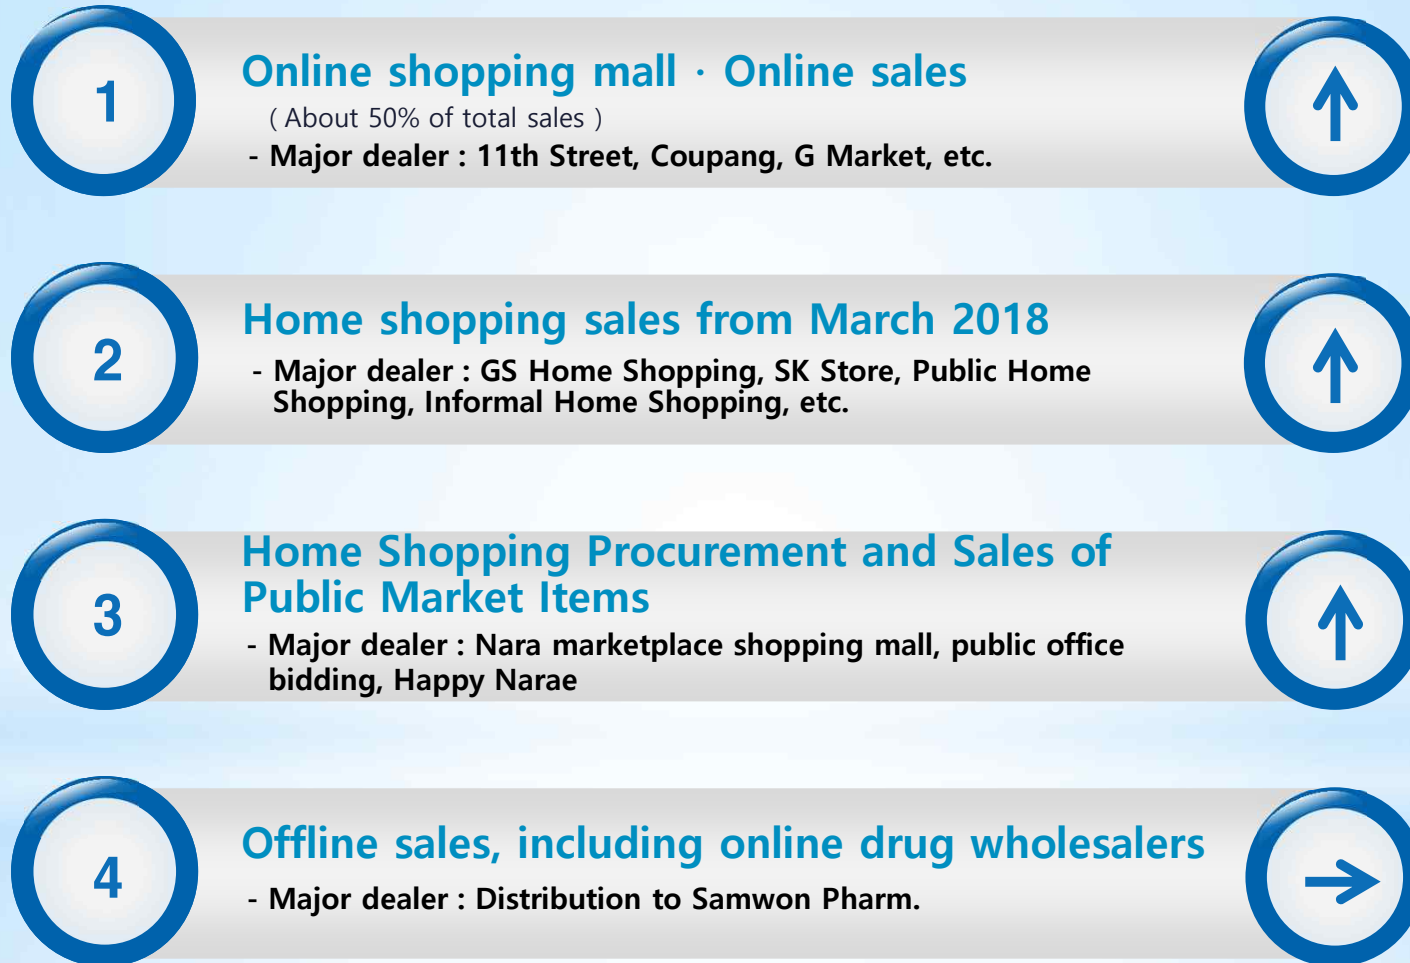 1
Online shopping mall · Online sales
( About 50% of total sales )
- Major dealer : 11th Street, Coupang, G Market, etc.
2
Home shopping sales from March 2018
- Major dealer : GS Home Shopping, SK Store, Public Home
Shopping, Informal Home Shopping, etc.
3
Home Shopping Procurement and Sales of
Public Market Items
- Major dealer : Nara marketplace shopping mall, public office
bidding, Happy Narae
4
Offline sales, including online drug wholesalers
- Major dealer : Distribution to Samwon Pharm.